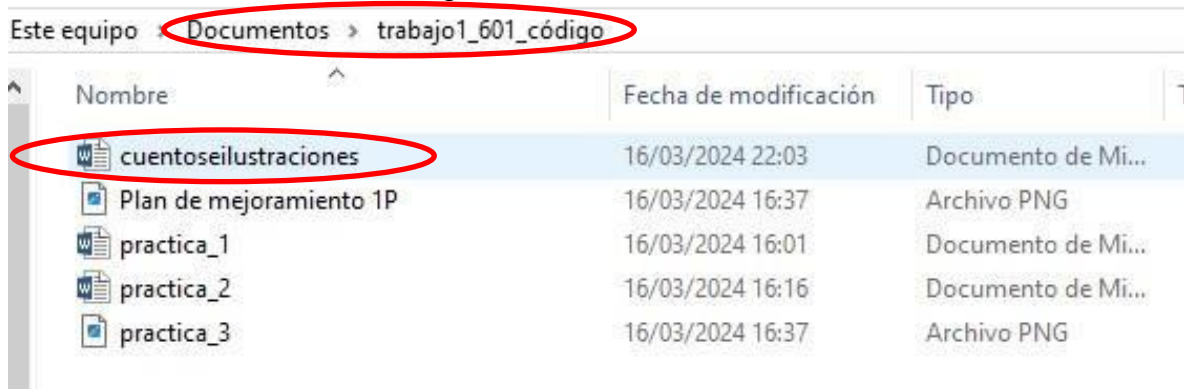 Este equipo > Documentos > trabajo1_601_código
Nombre Fecha de modificación Tipo T
cuentoseilustraciones 16/03/2024 22:03 Documento de Mi...
Plan de mejoramiento 1P 16/03/2024 16:37 Archivo PNG
practica_1 16/03/2024 16:01 Documento de Mi...
practica_2 16/03/2024 16:16 Documento de Mi...
practica_3 16/03/2024 16:37 Archivo PNG